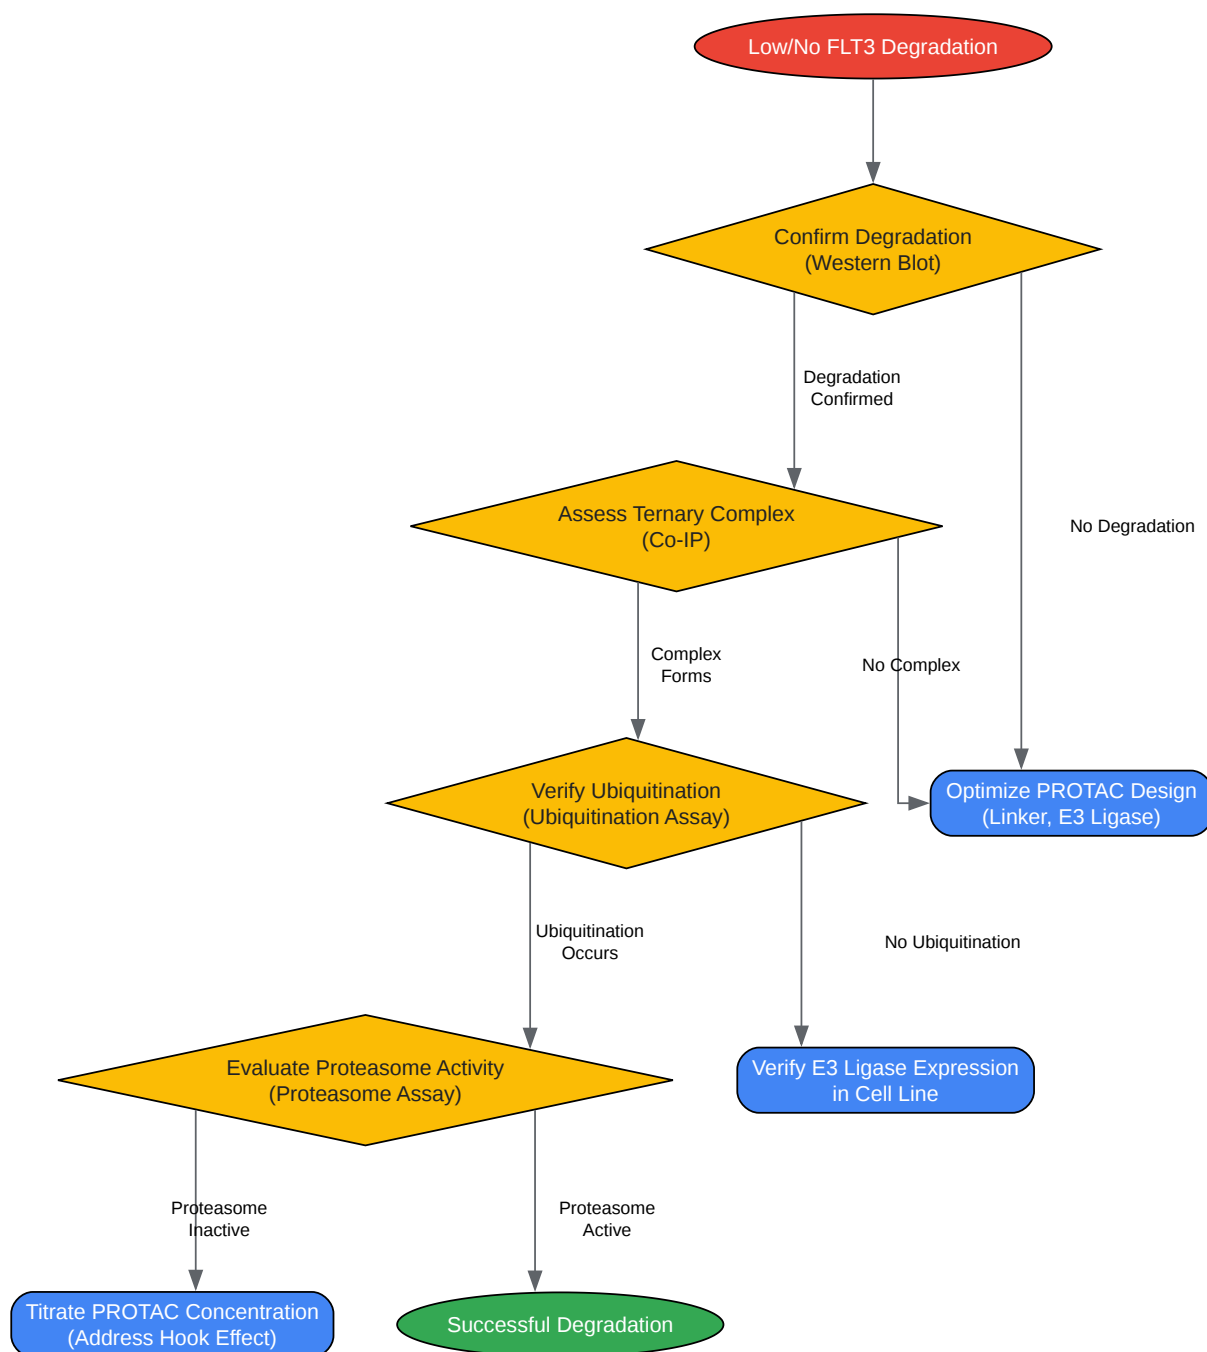 Low/No FLT3 Degradation
Confirm Degradation
(Western Blot)
Degradation
Confirmed
Assess Ternary Complex
(Co-IP)
No Degradation
Complex
Forms
No Complex
Verify Ubiquitination
(Ubiquitination Assay)
Optimize PROTAC Design
(Linker, E3 Ligase)
Ubiquitination
Occurs
No Ubiquitination
Evaluate Proteasome Activity
(Proteasome Assay)
Verify E3 Ligase Expression
in Cell Line
Proteasome
Inactive
Proteasome
Active
Titrate PROTAC Concentration
(Address Hook Effect)
Successful Degradation